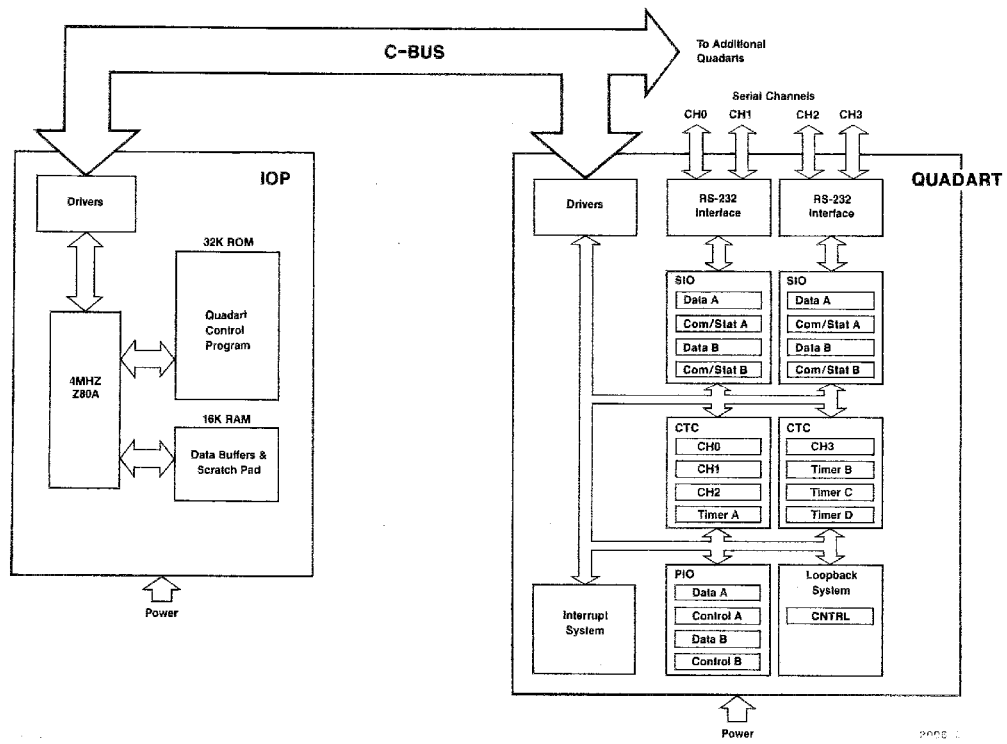 C-BUS
To Additional
Quadarts
Serial Channels
CH0 CH1 CH2 CH3
IOP
QUADART
Drivers
32K ROM
Quadart
Control
Program
4MHZ
Z80A
16K RAM
Data Buffers &
Scratch Pad
Power
Drivers
RS-232
Interface
RS-232
Interface
SIO
Data A
Com/Stat A
Data B
Com/Stat B
SIO
Data A
Com/Stat A
Data B
Com/Stat B
CTC
CH0
CH1
CH2
Timer A
CTC
CH3
Timer B
Timer C
Timer D
Interrupt
System
PIO
Data A
Control A
Data B
Control B
Loopback
System
CNTRL
Power